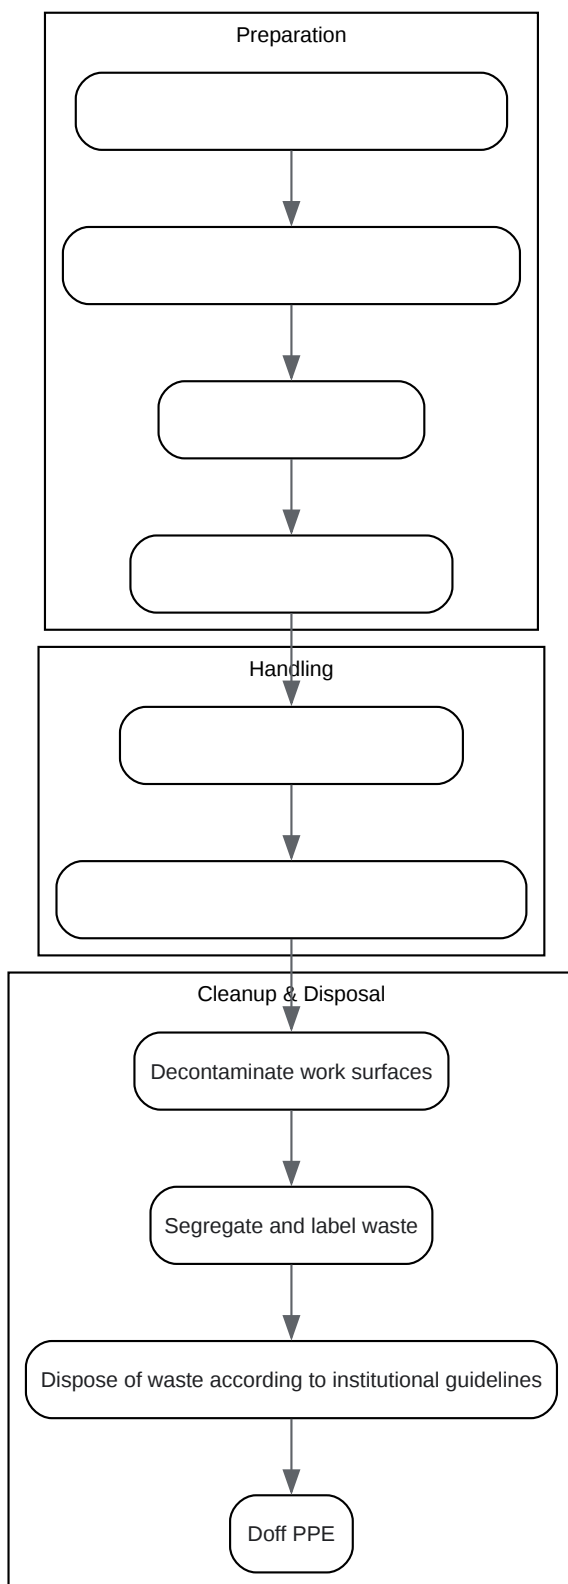 Preparation
Handling
Cleanup & Disposal
Decontaminate work surfaces
Segregate and label waste
Dispose of waste according to institutional guidelines
Doff PPE